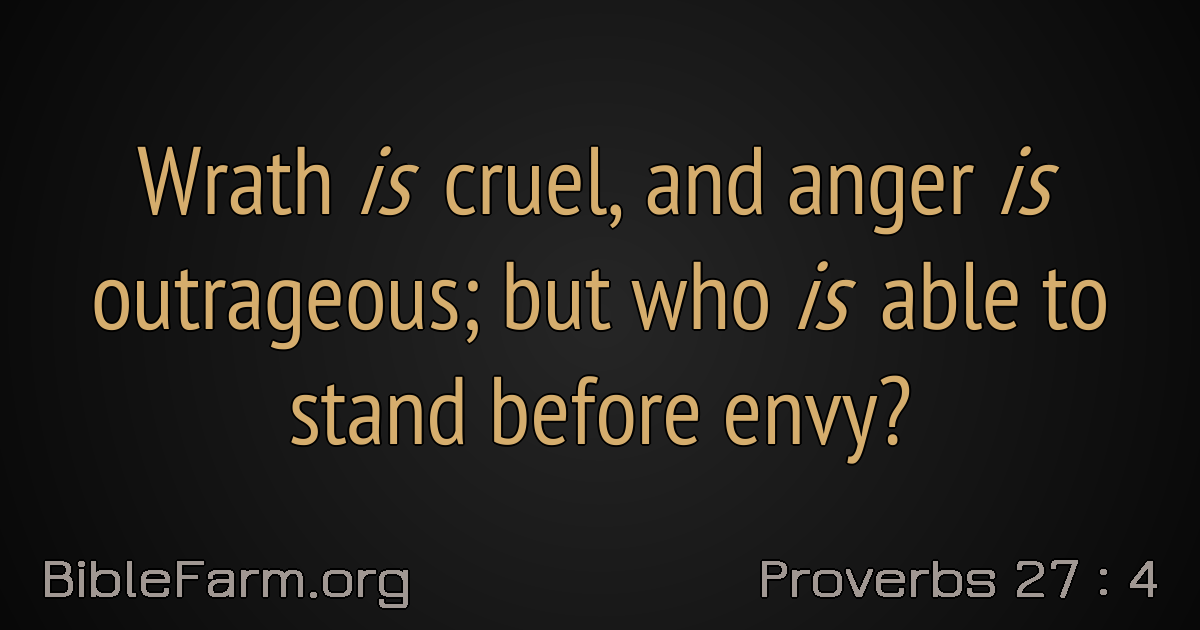 Wrath is cruel, and anger is
outrageous; but who is able to
stand before envy?
BibleFarm.org
Proverbs 27 : 4